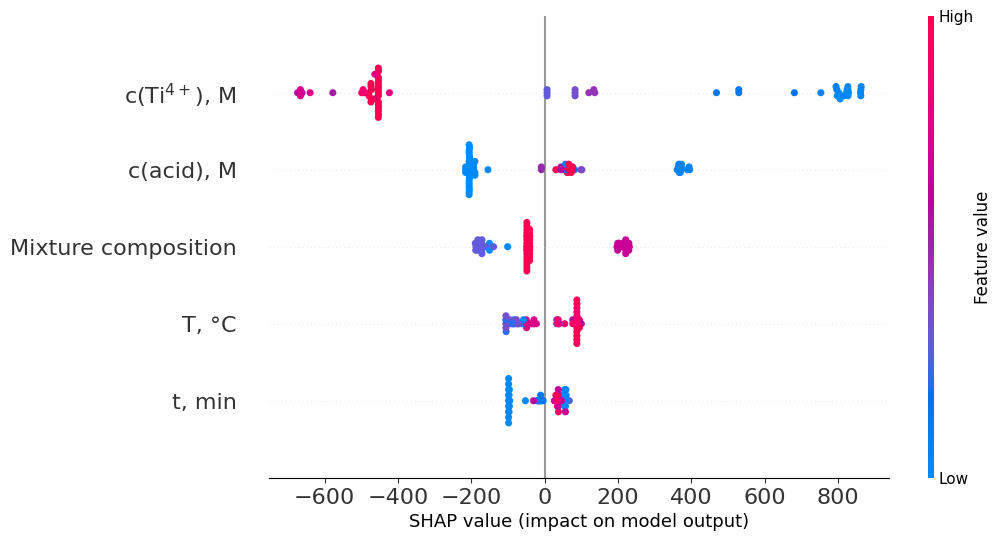 High
c(Ti⁴⁺), M
c(acid), M
Mixture composition
T, °C
t, min
Low
Feature value
−600 −400 −200 0 200 400 600 800
SHAP value (impact on model output)